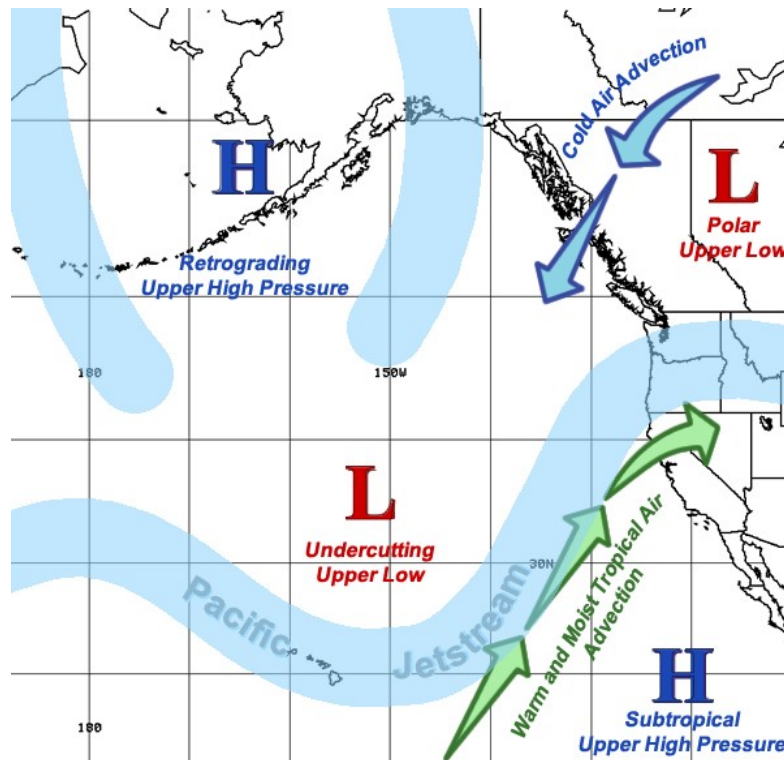 Cold Air Advection
H
L
Polar
Upper Low
Retrograding
Upper High Pressure
180
150W
L
Undercutting
Upper Low
30N
Pacific
Jetstream
Warm and Moist Tropical Air
Advection
H
Subtropical
Upper High Pressure
180